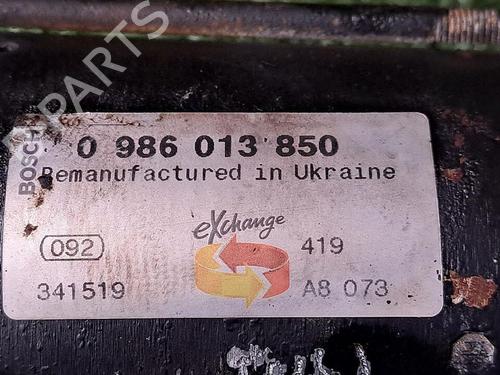 B PARTS
BOSCH
0 986 013 850
Remanufactured in Ukraine
eXchange
092
419
341519
A8 073